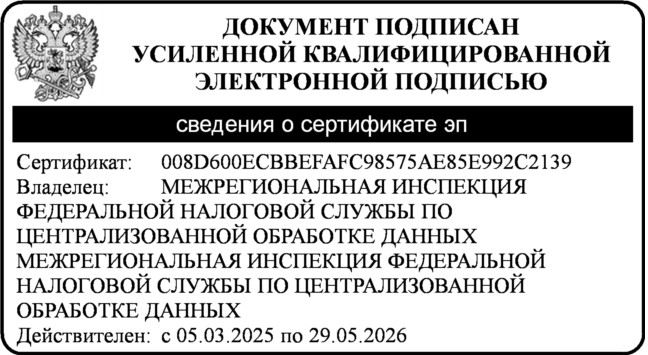 ДОКУМЕНТ ПОДПИСАН
УСИЛЕННОЙ КВАЛИФИЦИРОВАННОЙ
ЭЛЕКТРОННОЙ ПОДПИСЬЮ
сведения о сертификате эп
Сертификат: 008D600ECBBEFAFC98575AE85E992C2139
Владелец: МЕЖРЕГИОНАЛЬНАЯ ИНСПЕКЦИЯ
ФЕДЕРАЛЬНОЙ НАЛОГОВОЙ СЛУЖБЫ ПО
ЦЕНТРАЛИЗОВАННОЙ ОБРАБОТКЕ ДАННЫХ
МЕЖРЕГИОНАЛЬНАЯ ИНСПЕКЦИЯ ФЕДЕРАЛЬНОЙ
НАЛОГОВОЙ СЛУЖБЫ ПО ЦЕНТРАЛИЗОВАННОЙ
ОБРАБОТКЕ ДАННЫХ
Действителен: с 05.03.2025 по 29.05.2026